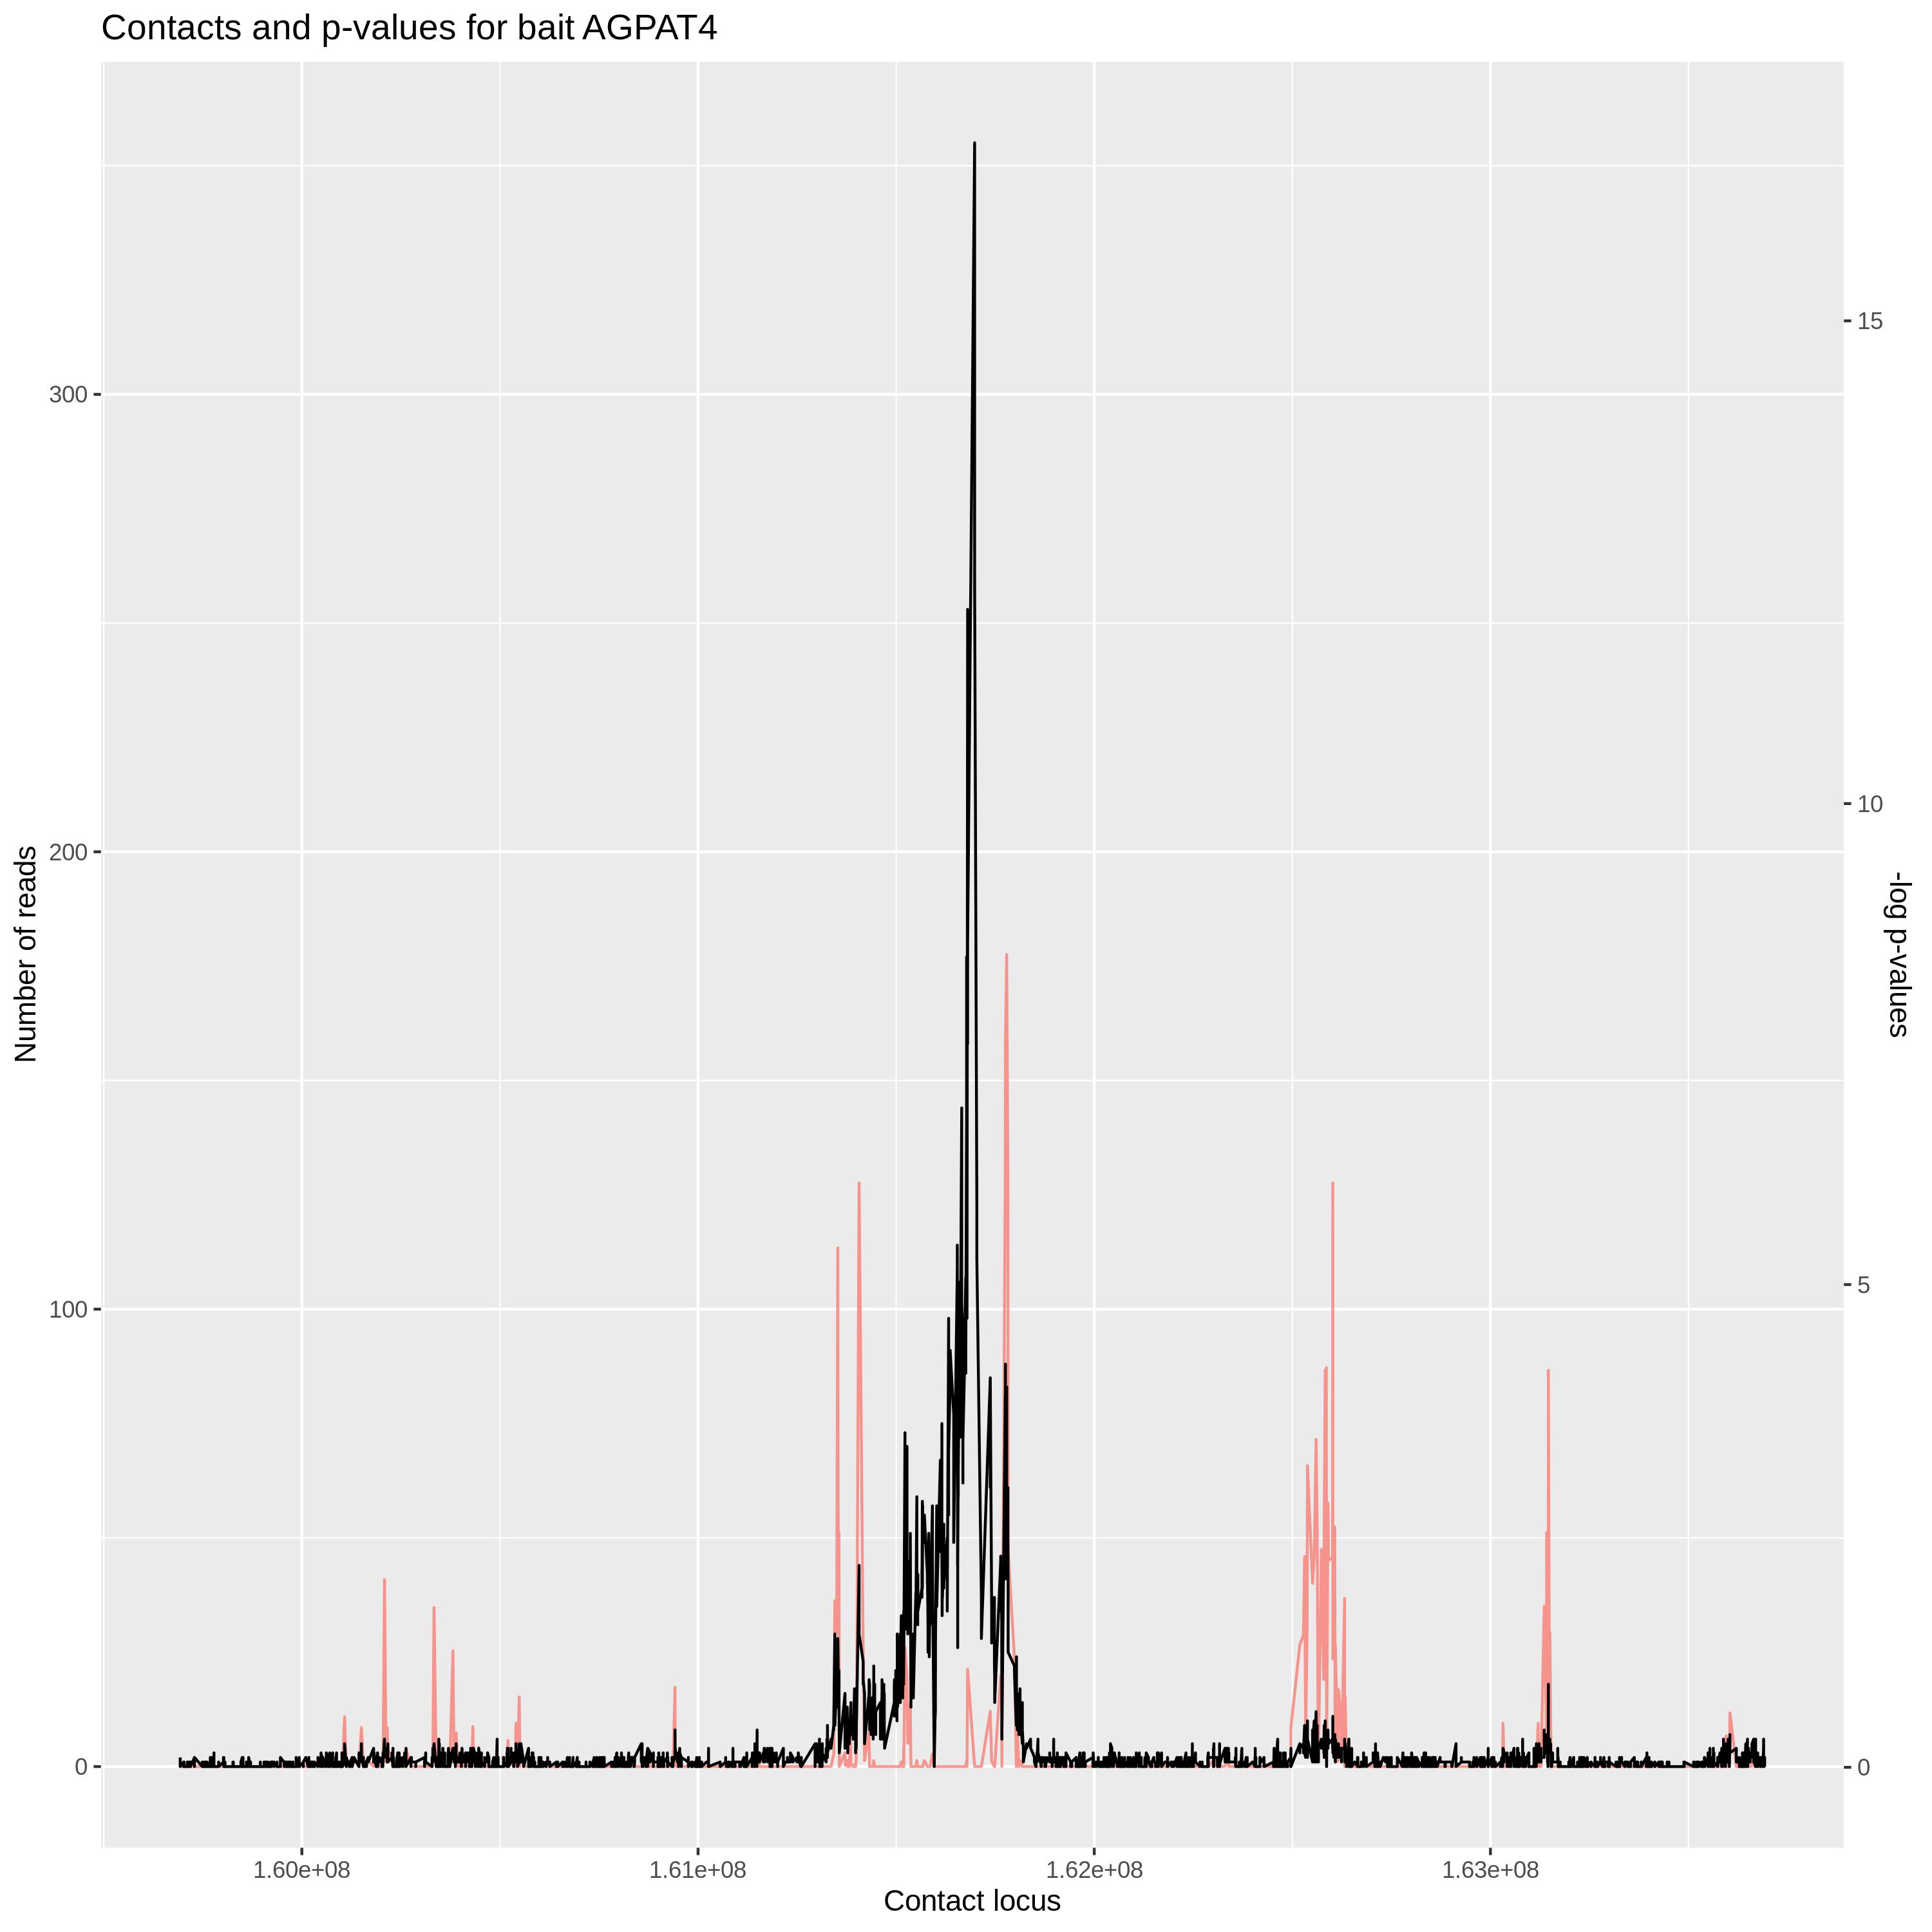 Contacts and p-values for bait AGPAT4
Number of reads
300
200
100
0
15
10
5
0
-log p-values
1.60e+08
1.61e+08
1.62e+08
1.63e+08
Contact locus